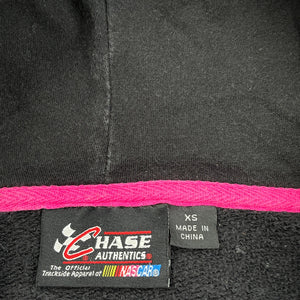 CHASE
AUTHENTICS®
The Official
Trackside Apparel of NASCAR®
XS
MADE IN
CHINA